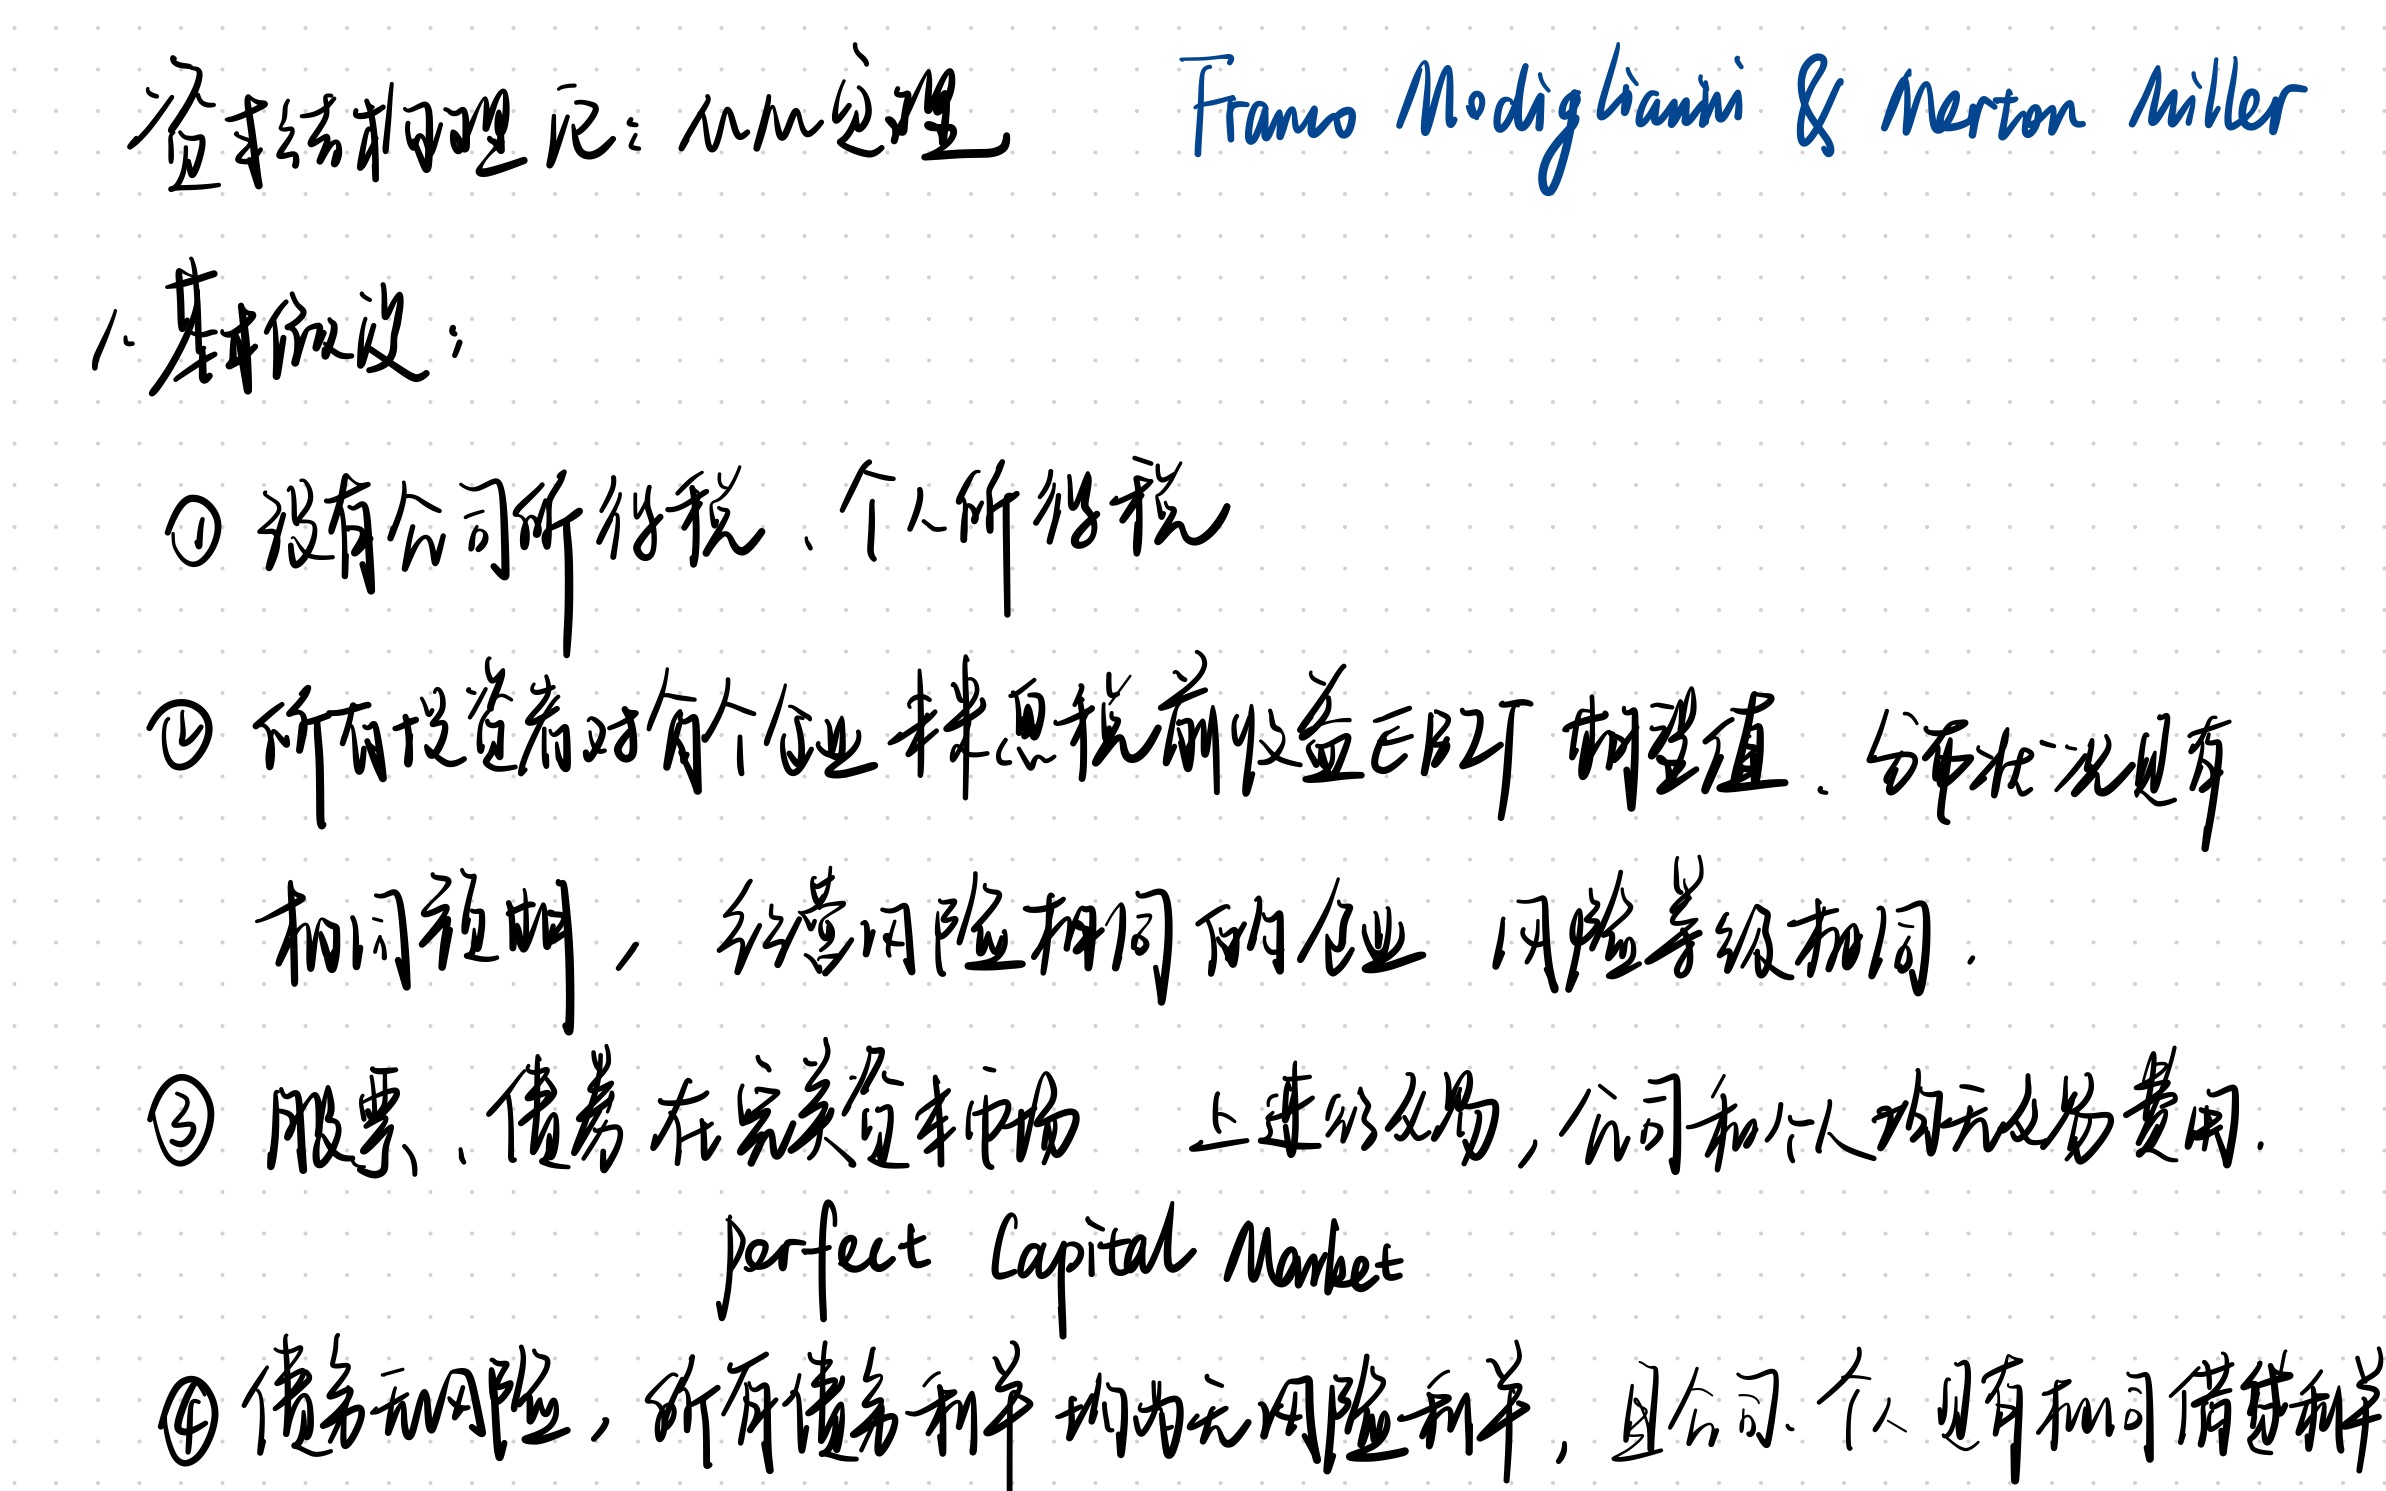 资本结构理论：MM定理 Franco Modigliani & Merton Miller
1. 基本假设：
① 没有公司所得税、个人所得税
② 所有投资者对各个企业未来息税前收益EBIT期望值、分布状况具有
相同预期，经营风险相同的企业 风险等级相同.
③ 股票、债券在完美资本市场 上进行交易，公司和个人均无交易费用.
perfect Capital Market
④ 债务无风险，所有债务利率均为无风险利率，且公司、个人具有相同借款利率